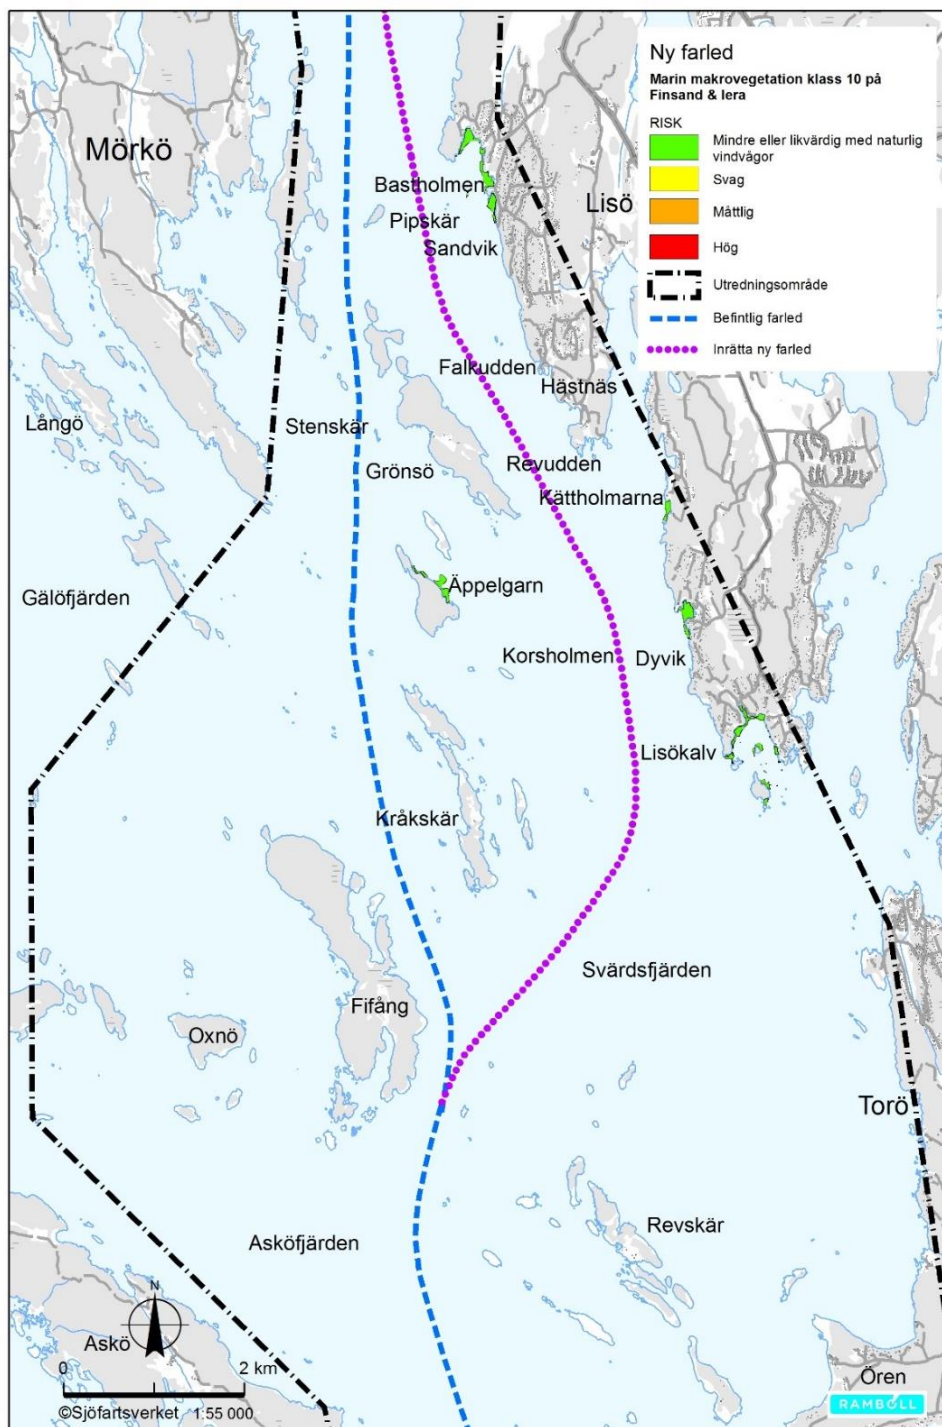 Ny farled
Marin makrovegetation klass 10 på
Finsand & lera
RISK
Mindre eller likvärdig med naturlig
vindvågor
Svag
Måttlig
Hög
Utredningsområde
Befintlig farled
Inrätta ny farled
Mörkö
Bastholmen
Lisö
Pipskär
Sandvik
Falkudden
Hästnäs
Långö
Stenskär
Grönsö
Revudden
Kättholmarna
Gälöfjärden
Äppelgarn
Korsholmen
Dyvik
Lisökalv
Kråkskär
Svärdsfjärden
Fifång
Oxnö
Torö
Revskär
Asköfjärden
N
Askö
0
2 km
Ören
©Sjöfartsverket
1:55 000
RAMBOLL